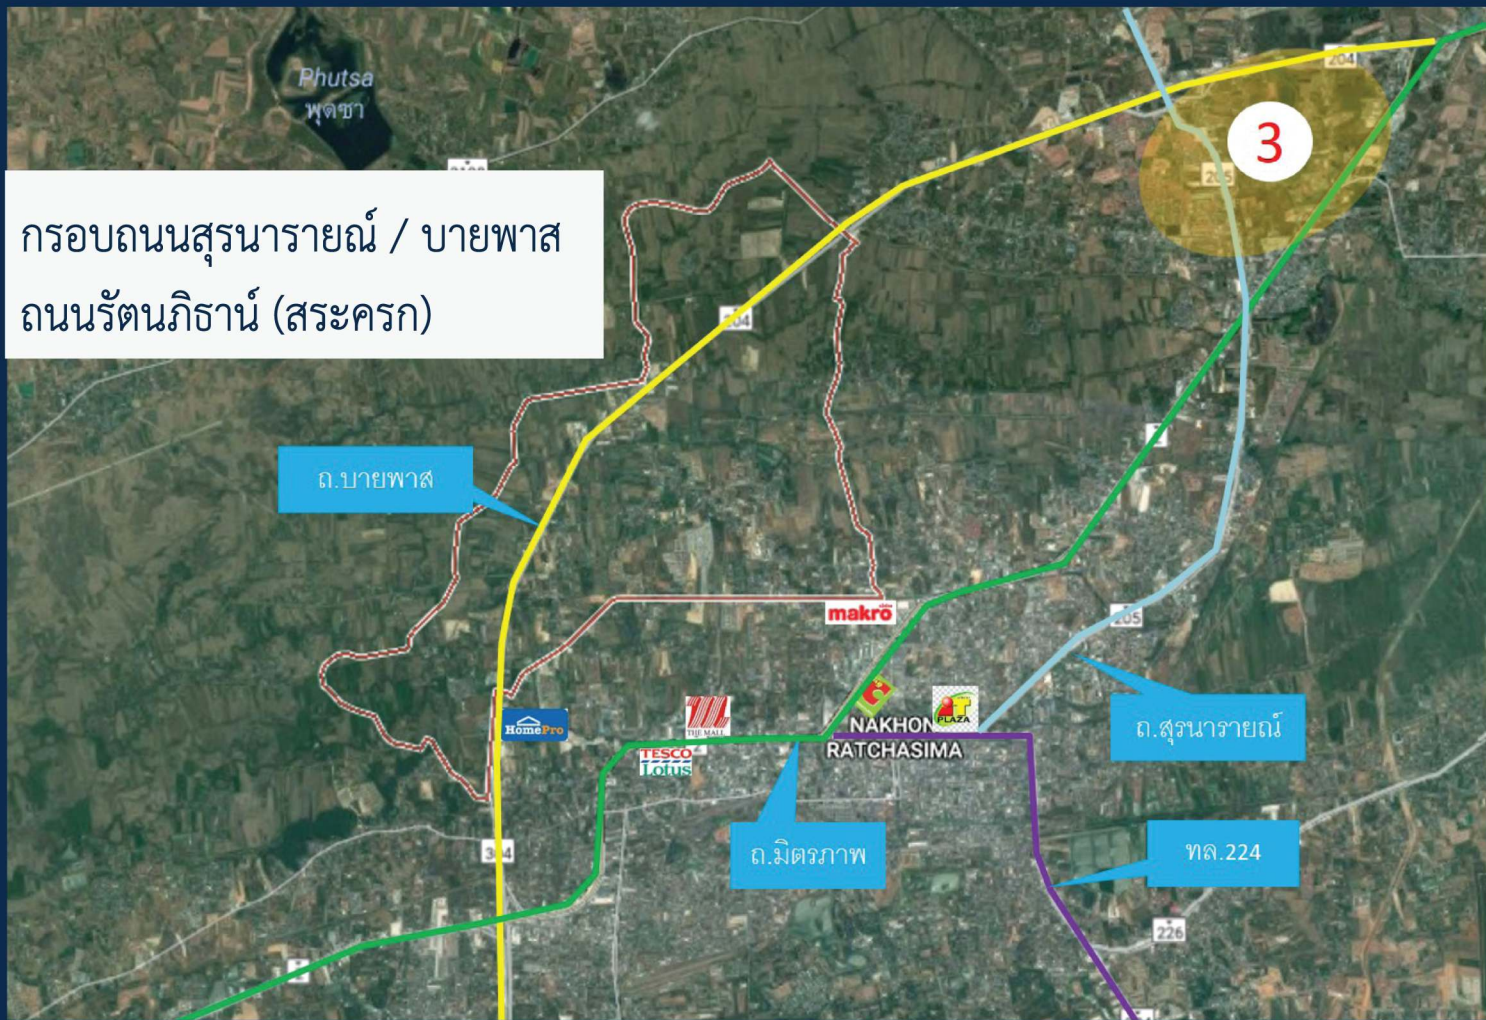 Phutsa
พุดซา
204
3
205
กรอบถนนสุรนารายณ์ / บายพาส
ถนนรัตนภิธาน์ (สระครก)
204
ถ.บายพาส
2
makro
205
HomePro
THE MALL
TESCO
Lotus
C
IT
PLAZA
NAKHON
RATCHASIMA
ถ.สุรนารายณ์
ถ.มิตรภาพ
ทล.224
304
226
2